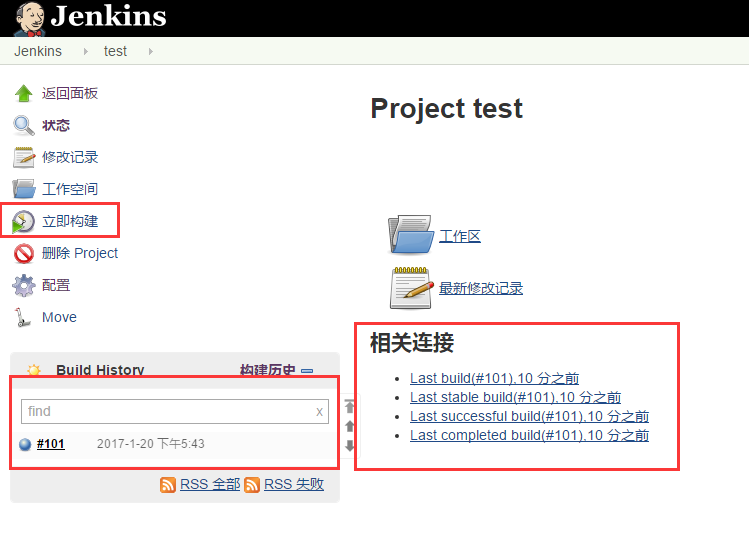 Jenkins
Jenkins test
返回面板
状态
修改记录
工作空间
立即构建
删除 Project
配置
Move
Build History 构建历史
find x
#101 2017-1-20 下午5:43
RSS 全部 RSS 失败
Project test
工作区
最新修改记录
相关连接
Last build(#101),10 分之前
Last stable build(#101),10 分之前
Last successful build(#101),10 分之前
Last completed build(#101),10 分之前